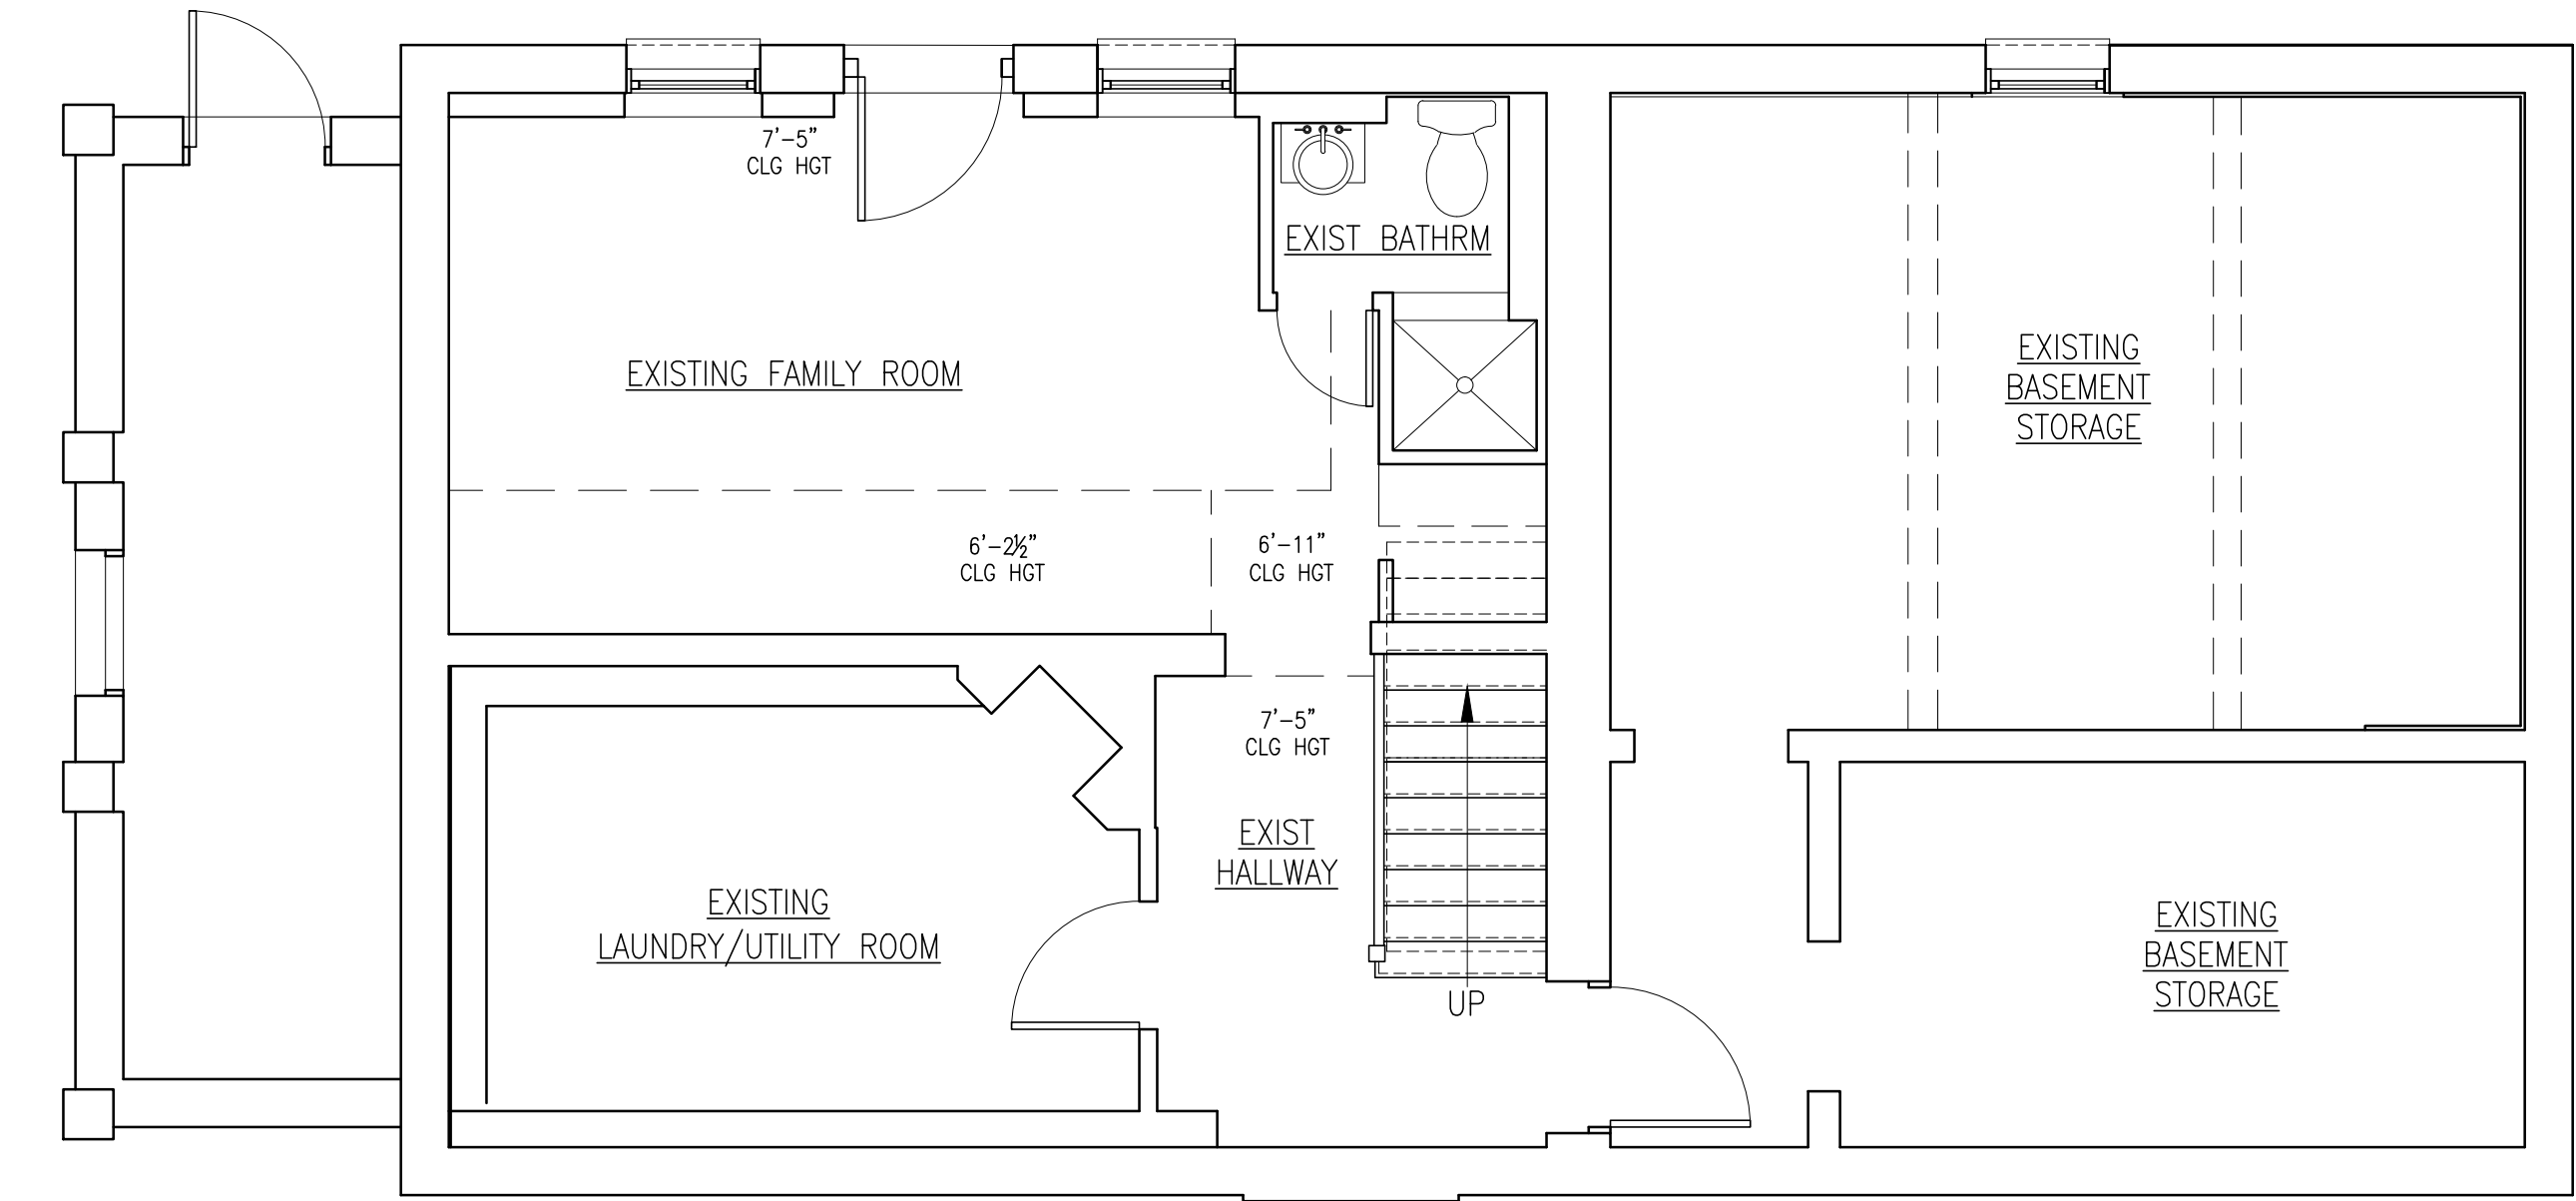 7'-5"
CLG HGT
EXIST BATHRM
EXISTING FAMILY ROOM
EXISTING
BASEMENT
STORAGE
6'-2½"
CLG HGT
6'-11"
CLG HGT
7'-5"
CLG HGT
EXIST
HALLWAY
EXISTING
LAUNDRY/UTILITY ROOM
UP
EXISTING
BASEMENT
STORAGE